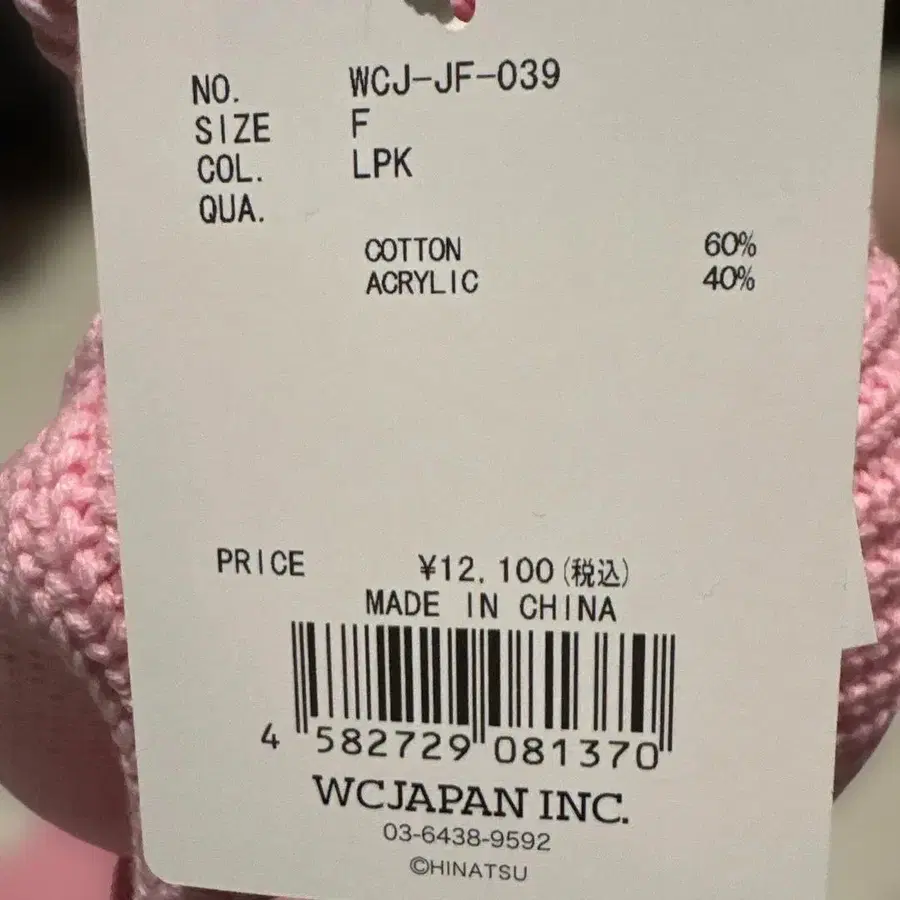 NO. WCJ-JF-039
SIZE F
COL. LPK
QUA.
COTTON 60%
ACRYLIC 40%
PRICE ¥12,100(税込)
MADE IN CHINA
4 582729 081370
WCJAPAN INC.
03-6438-9592
©HINATSU